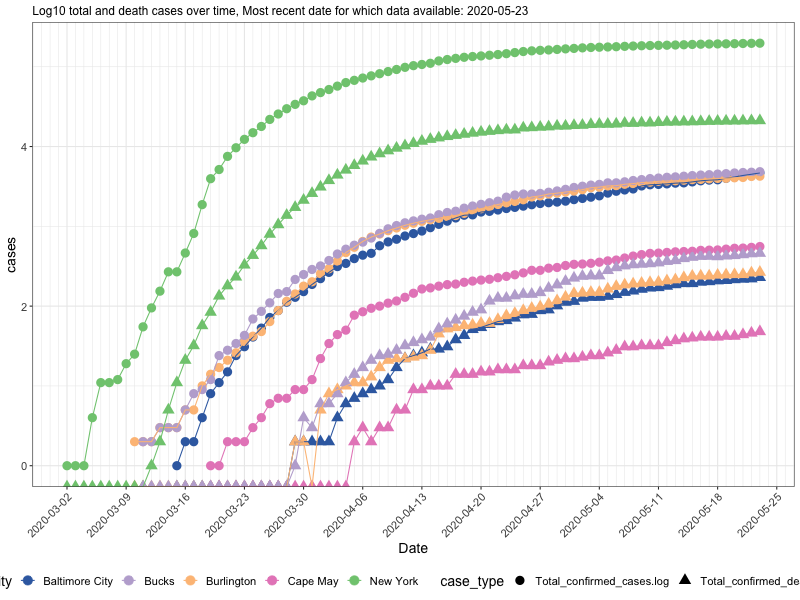 Log10 total and death cases over time, Most recent date for which data available: 2020-05-23
cases
4
2
0
2020-03-02 2020-03-09 2020-03-16 2020-03-23 2020-03-30 2020-04-06 2020-04-13 2020-04-20 2020-04-27 2020-05-04 2020-05-11 2020-05-18 2020-05-25
Date
ity Baltimore City Bucks Burlington Cape May New York case_type Total_confirmed_cases.log Total_confirmed_de